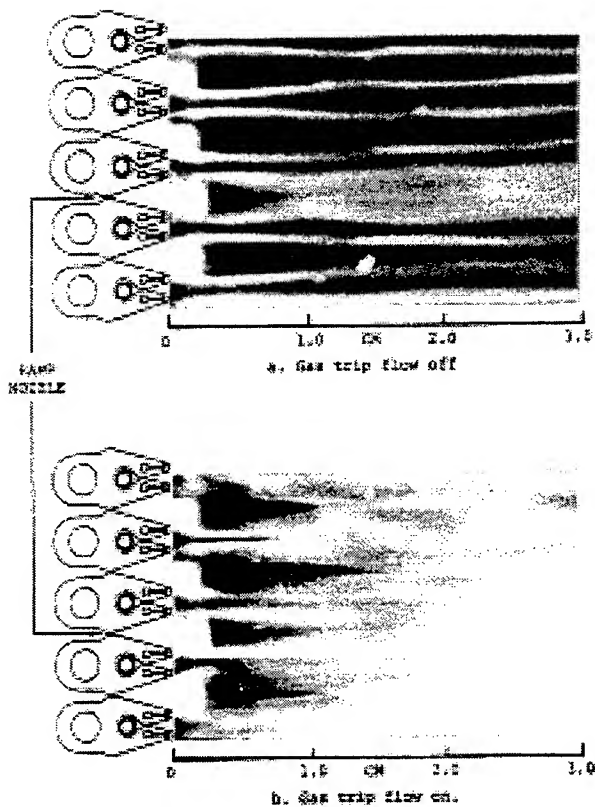 0 1.0 CM 2.0 3.0
a. Gas trip flow off
RAMP
NOZZLE
0 1.0 CM 2.0 3.0
b. Gas trip flow on.